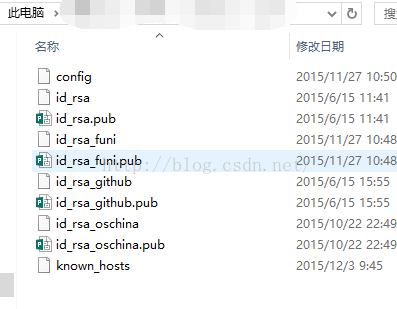 此电脑
搜
名称 修改日期
config 2015/11/27 10:50
id_rsa 2015/6/15 11:41
id_rsa.pub 2015/6/15 11:41
id_rsa_funi 2015/11/27 10:48
id_rsa_funi.pub 2015/11/27 10:48
http://blog.csdn.net/
id_rsa_github 2015/6/15 15:55
id_rsa_github.pub 2015/6/15 15:55
id_rsa_oschina 2015/10/22 22:49
id_rsa_oschina.pub 2015/10/22 22:49
known_hosts 2015/12/3 9:45